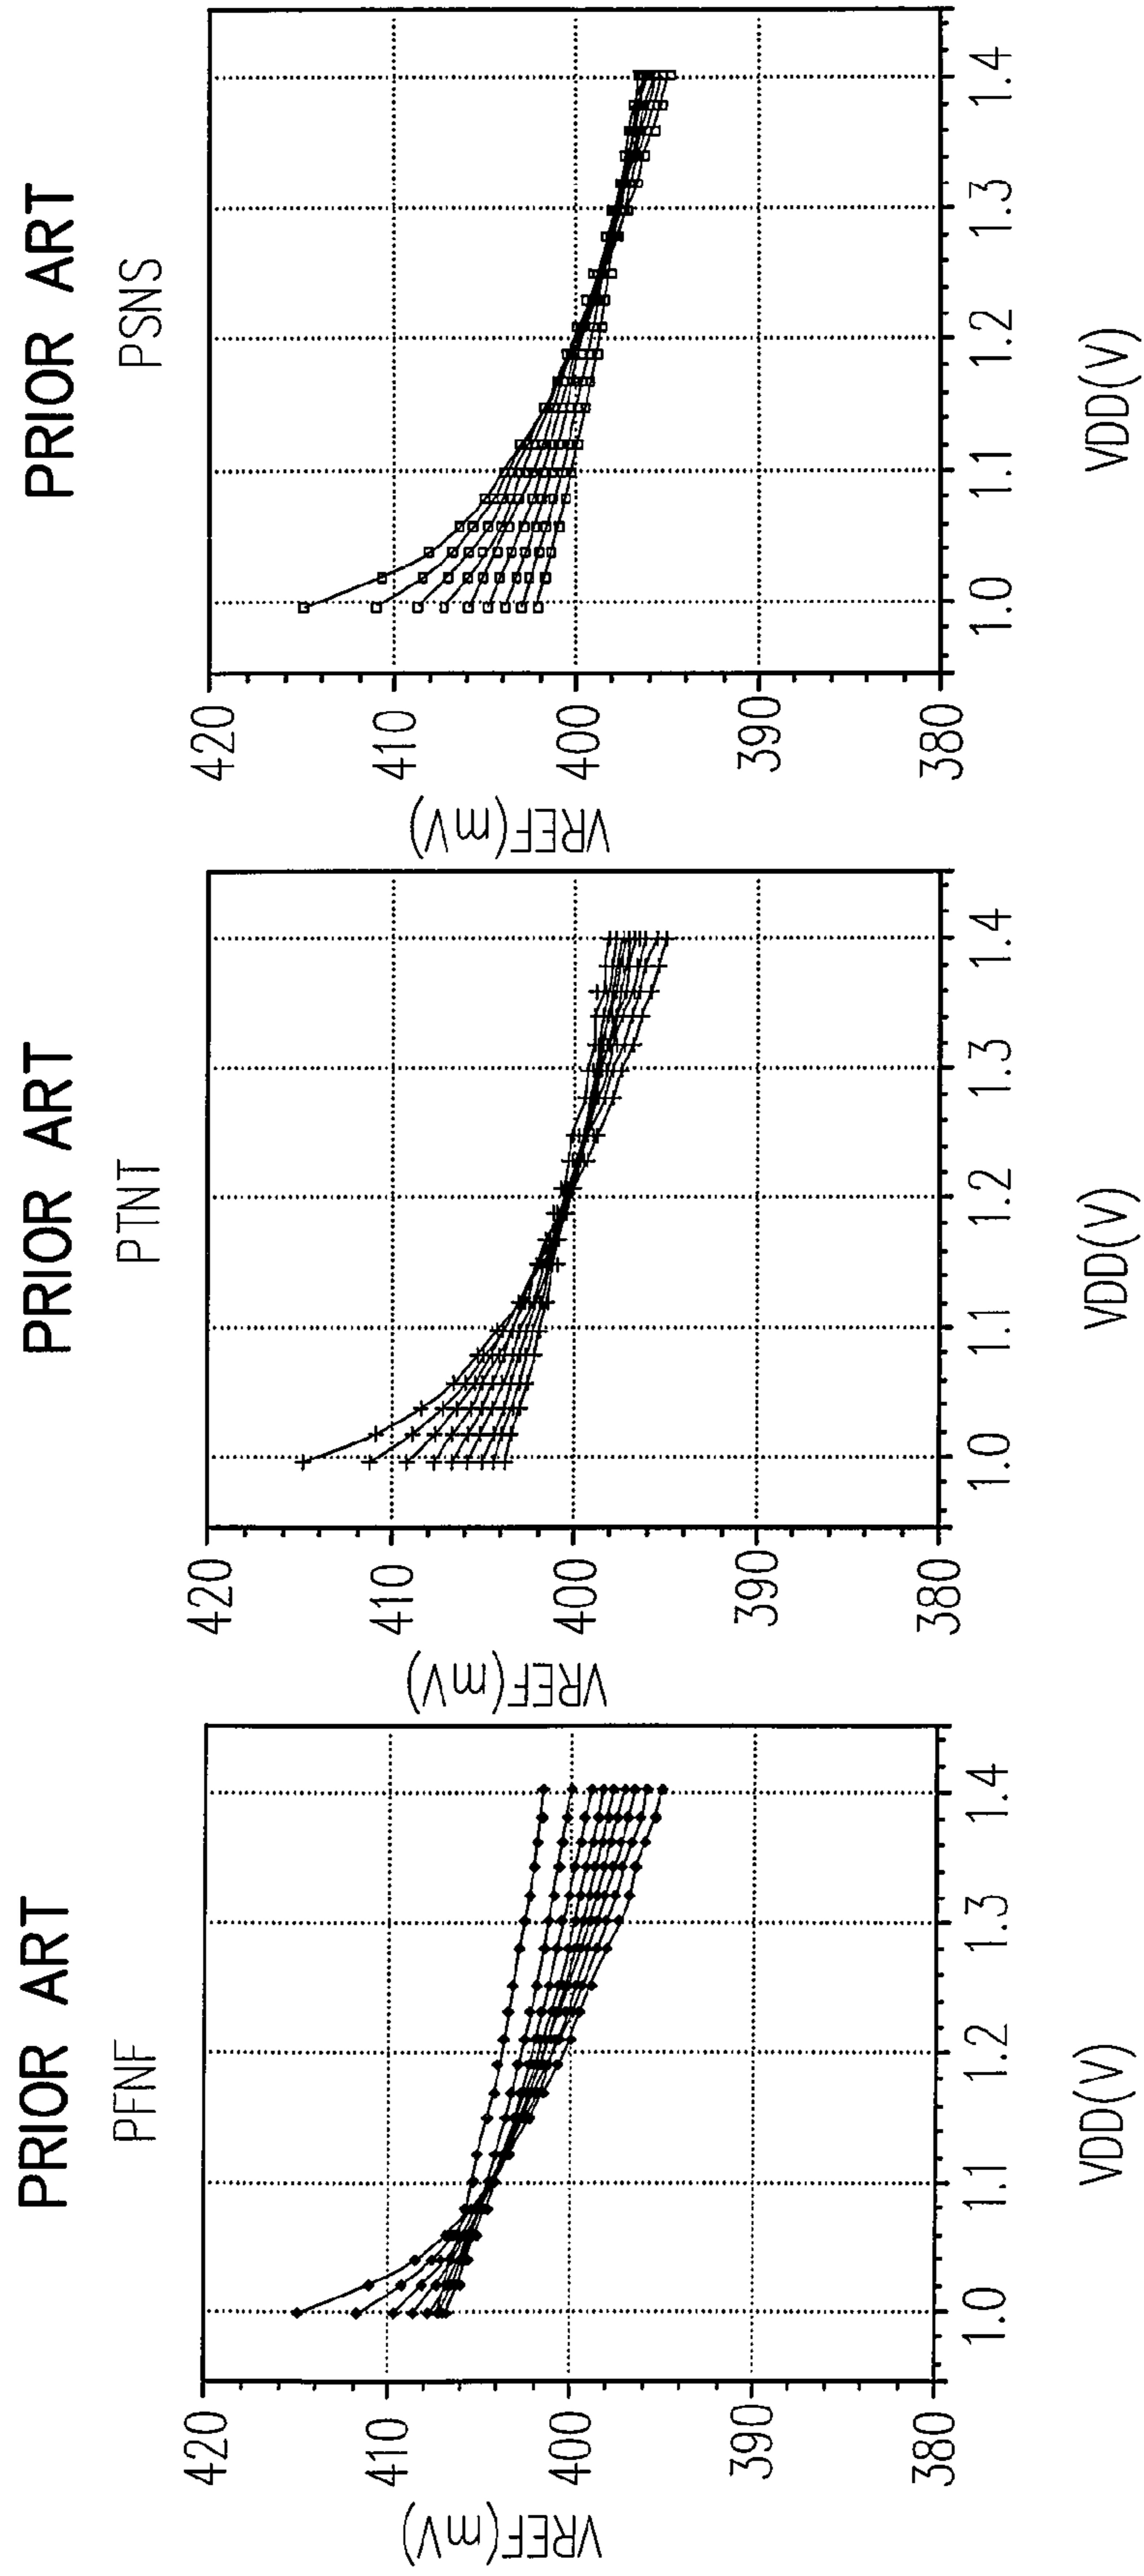 PRIOR ART
PFNF
VREF(mV)
420
410
400
390
380
1.0
1.1
1.2
1.3
1.4
VDD(V)
PRIOR ART
PTNT
VREF(mV)
420
410
400
390
380
1.0
1.1
1.2
1.3
1.4
VDD(V)
PRIOR ART
PSNS
VREF(mV)
420
410
400
390
380
1.0
1.1
1.2
1.3
1.4
VDD(V)